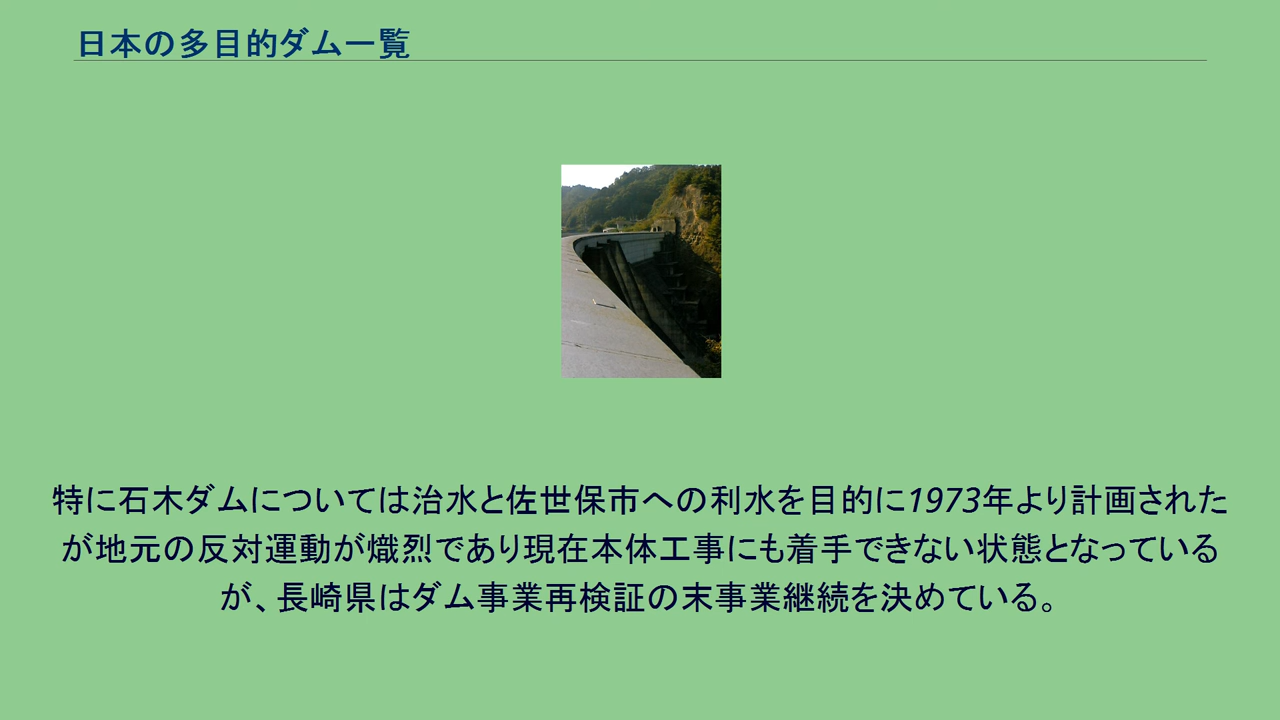 日本の多目的ダム一覧
特に石木ダムについては治水と佐世保市への利水を目的に1973年より計画された
が地元の反対運動が熾烈であり現在本体工事にも着手できない状態となっている
が、長崎県はダム事業再検証の末事業継続を決めている。